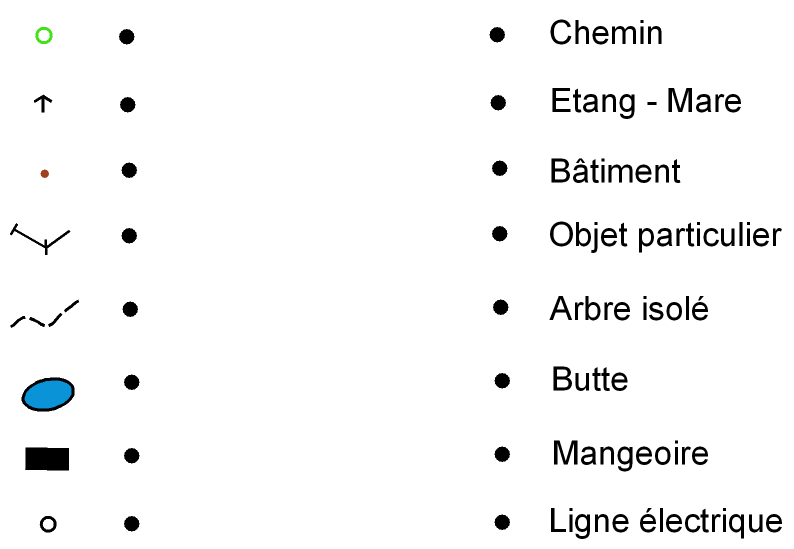 Chemin
Etang - Mare
Bâtiment
Objet particulier
Arbre isolé
Butte
Mangeoire
Ligne électrique